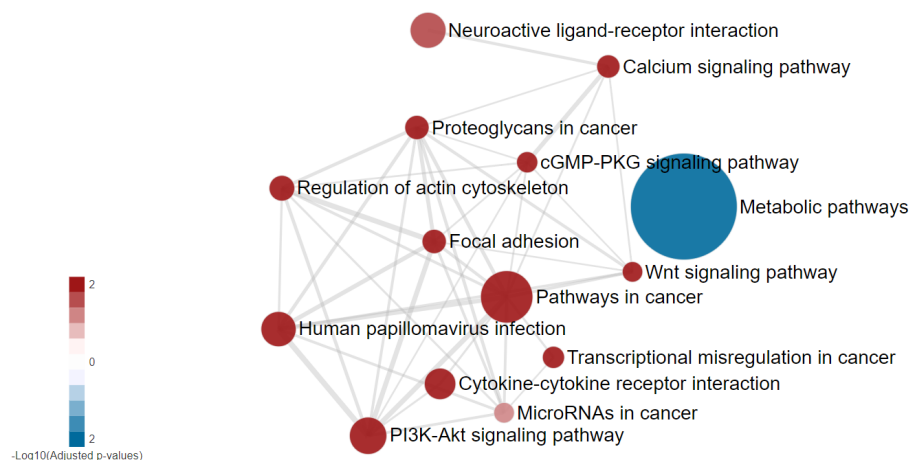 Neuroactive ligand-receptor interaction
Calcium signaling pathway
Proteoglycans in cancer
cGMP-PKG signaling pathway
Regulation of actin cytoskeleton
Metabolic pathways
Focal adhesion
Wnt signaling pathway
Pathways in cancer
Human papillomavirus infection
Transcriptional misregulation in cancer
Cytokine-cytokine receptor interaction
MicroRNAs in cancer
PI3K-Akt signaling pathway
2
0
2
-Log10(Adjusted p-values)